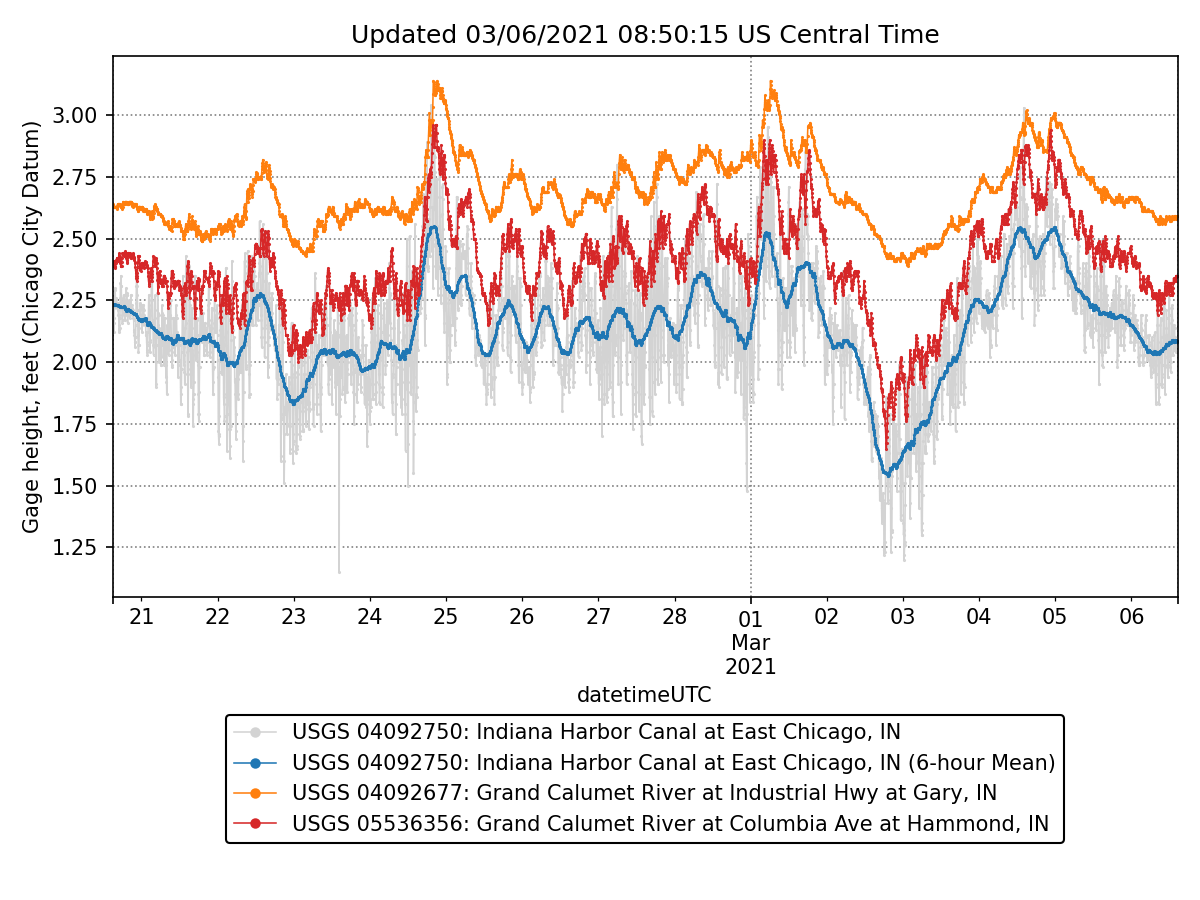 Updated 03/06/2021 08:50:15 US Central Time
Gage height, feet (Chicago City Datum)
3.00
2.75
2.50
2.25
2.00
1.75
1.50
1.25
21 22 23 24 25 26 27 28 01 02 03 04 05 06
Mar
2021
datetimeUTC
USGS 04092750: Indiana Harbor Canal at East Chicago, IN
USGS 04092750: Indiana Harbor Canal at East Chicago, IN (6-hour Mean)
USGS 04092677: Grand Calumet River at Industrial Hwy at Gary, IN
USGS 05536356: Grand Calumet River at Columbia Ave at Hammond, IN